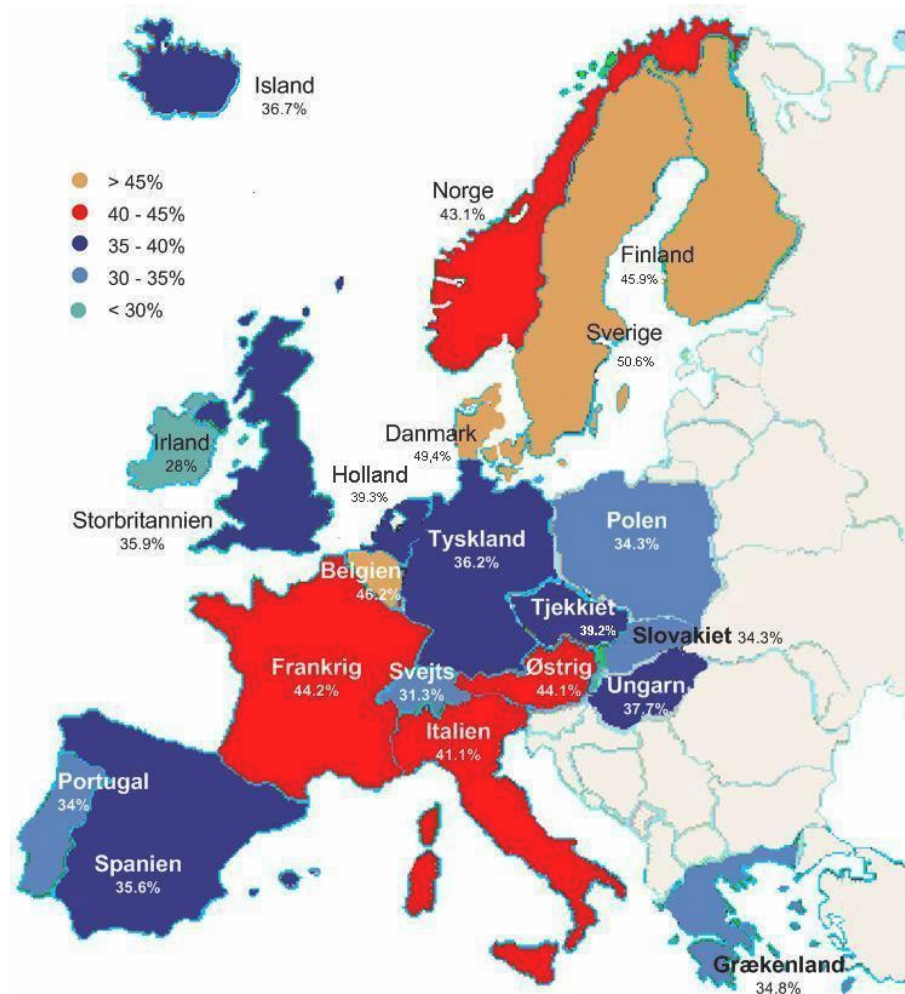 Island
36.7%
> 45%
40 - 45%
35 - 40%
30 - 35%
< 30%
Norge
43.1%
Finland
45.9%
Sverige
50.6%
Danmark
49,4%
Irland
28%
Holland
39.3%
Storbritannien
35.9%
Tyskland
36.2%
Polen
34.3%
Belgien
46.2%
Tjekkiet
39.2%
Slovakiet 34.3%
Frankrig
44.2%
Svejts
31.3%
Østrig
44.1%
Ungarn
37.7%
Italien
41.1%
Portugal
34%
Spanien
35.6%
Grækenland
34.8%